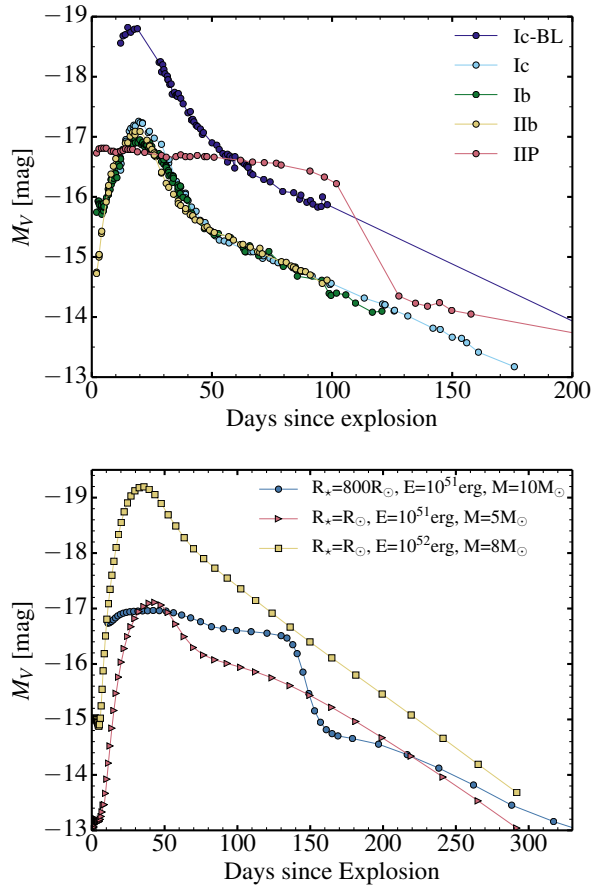 −19
−18
−17
−16
−15
−14
−13
M_V [mag]
Ic-BL
Ic
Ib
IIb
IIP
0 50 100 150 200
Days since explosion
−19
−18
−17
−16
−15
−14
−13
M_V [mag]
R⋆=800R⊙, E=10^51erg, M=10M⊙
R⋆=R⊙, E=10^51erg, M=5M⊙
R⋆=R⊙, E=10^52erg, M=8M⊙
0 50 100 150 200 250 300
Days since Explosion